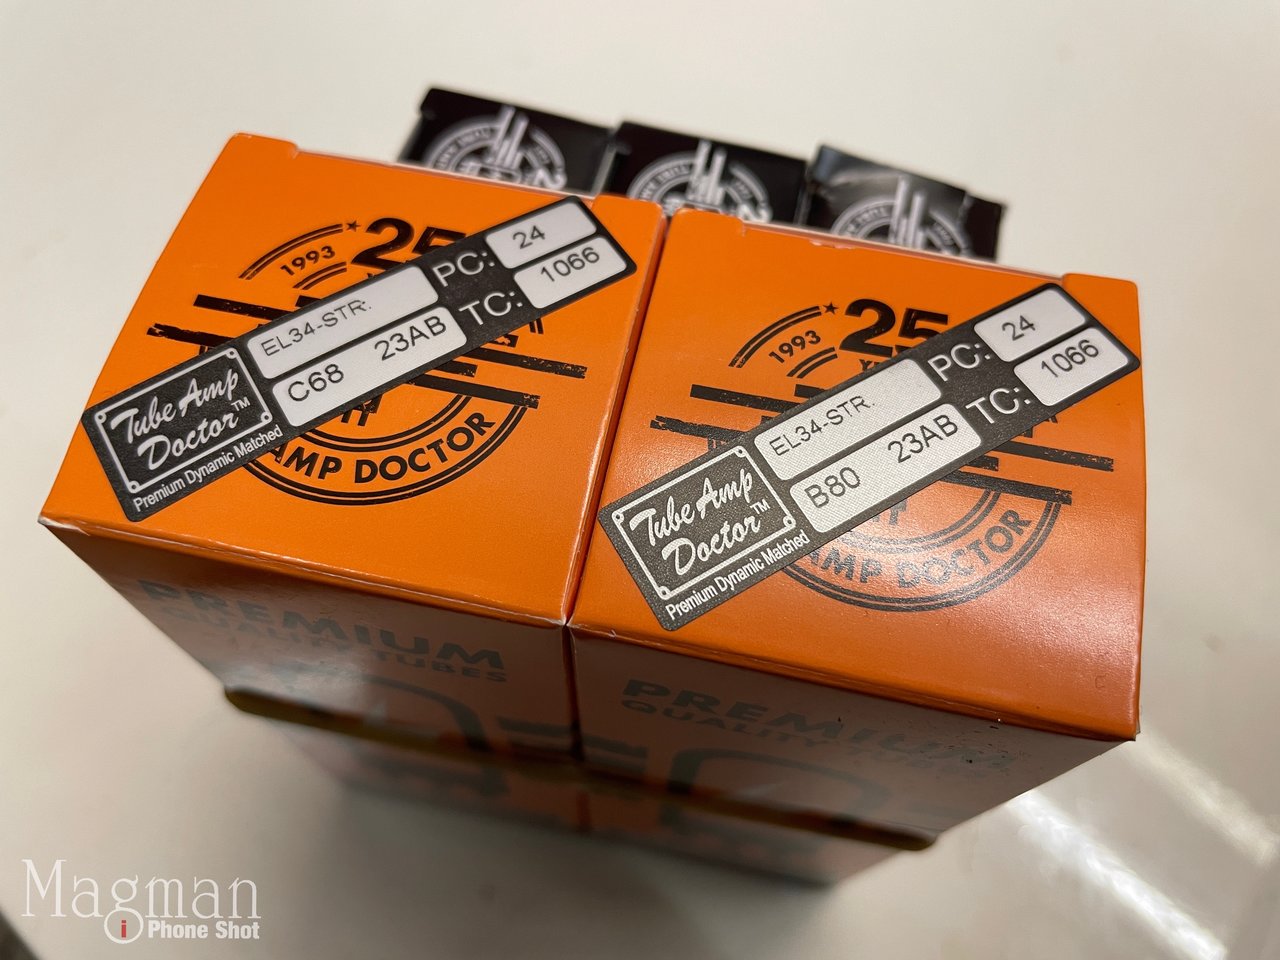 1993 25
EL34-STR.
C68 23AB
PC: 24
TC: 1066
Tube Amp
Doctor™
Premium Dynamic Matched
AMP DOCTOR
PREMIUM
QUALITY TUBES
1993 25
EL34-STR.
B80 23AB
PC: 24
TC: 1066
Tube Amp
Doctor™
Premium Dynamic Matched
AMP DOCTOR
PREMIUM
QUALITY TUBES
Magman
iPhone Shot